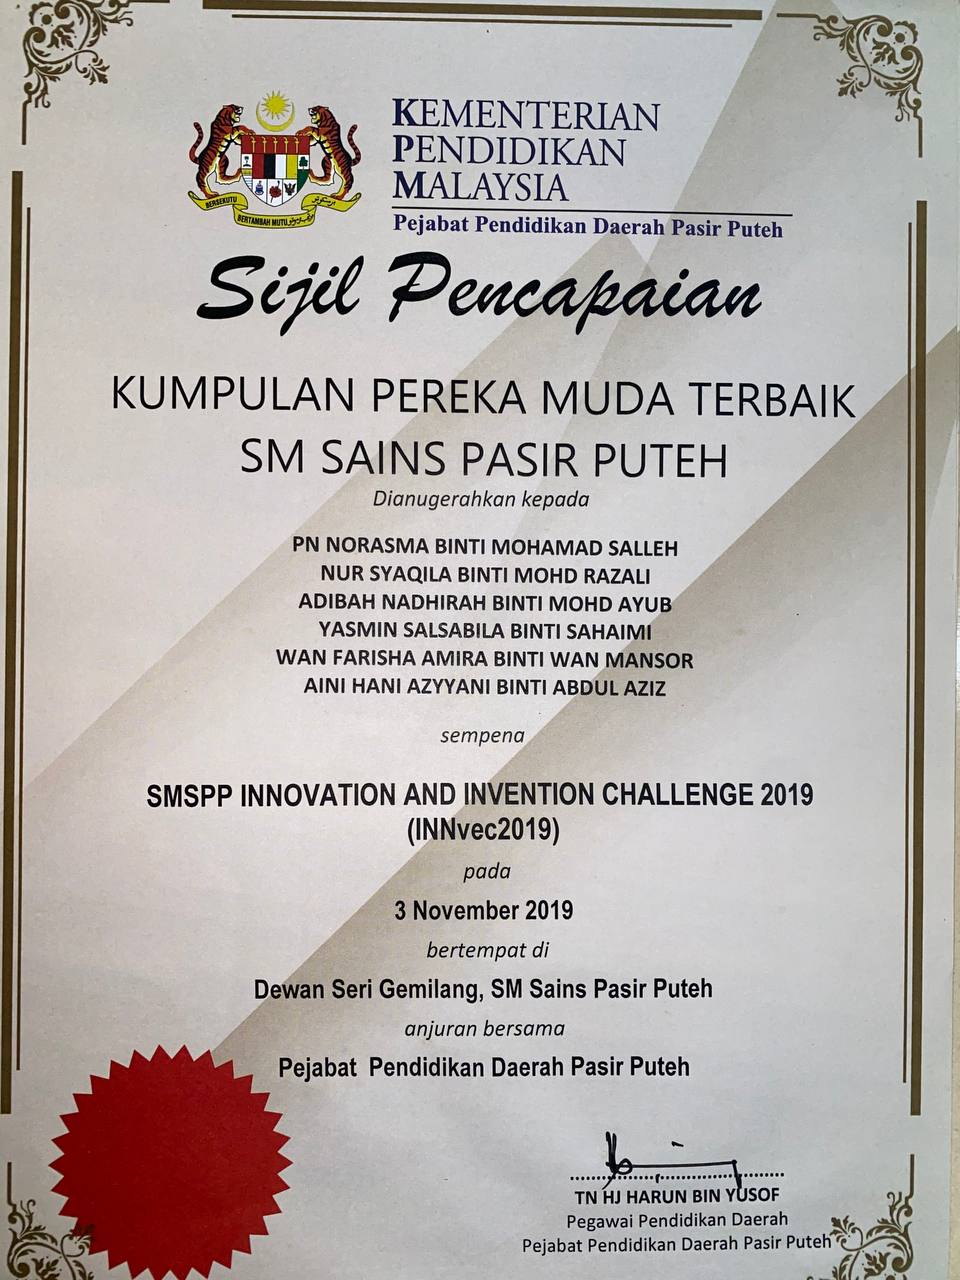 KEMENTERIAN
PENDIDIKAN
MALAYSIA
Pejabat Pendidikan Daerah Pasir Puteh
BERSEKUTU
BERTAMBAH MUTU
Sijil Pencapaian
KUMPULAN PEREKA MUDA TERBAIK
SM SAINS PASIR PUTEH
Dianugerahkan kepada
PN NORASMA BINTI MOHAMAD SALLEH
NUR SYAQILA BINTI MOHD RAZALI
ADIBAH NADHIRAH BINTI MOHD AYUB
YASMIN SALSABILA BINTI SAHAIMI
WAN FARISHA AMIRA BINTI WAN MANSOR
AINI HANI AZYYANI BINTI ABDUL AZIZ
sempena
SMSPP INNOVATION AND INVENTION CHALLENGE 2019
(INNvec2019)
pada
3 November 2019
bertempat di
Dewan Seri Gemilang, SM Sains Pasir Puteh
anjuran bersama
Pejabat Pendidikan Daerah Pasir Puteh
TN HJ HARUN BIN YUSOF
Pegawai Pendidikan Daerah
Pejabat Pendidikan Daerah Pasir Puteh